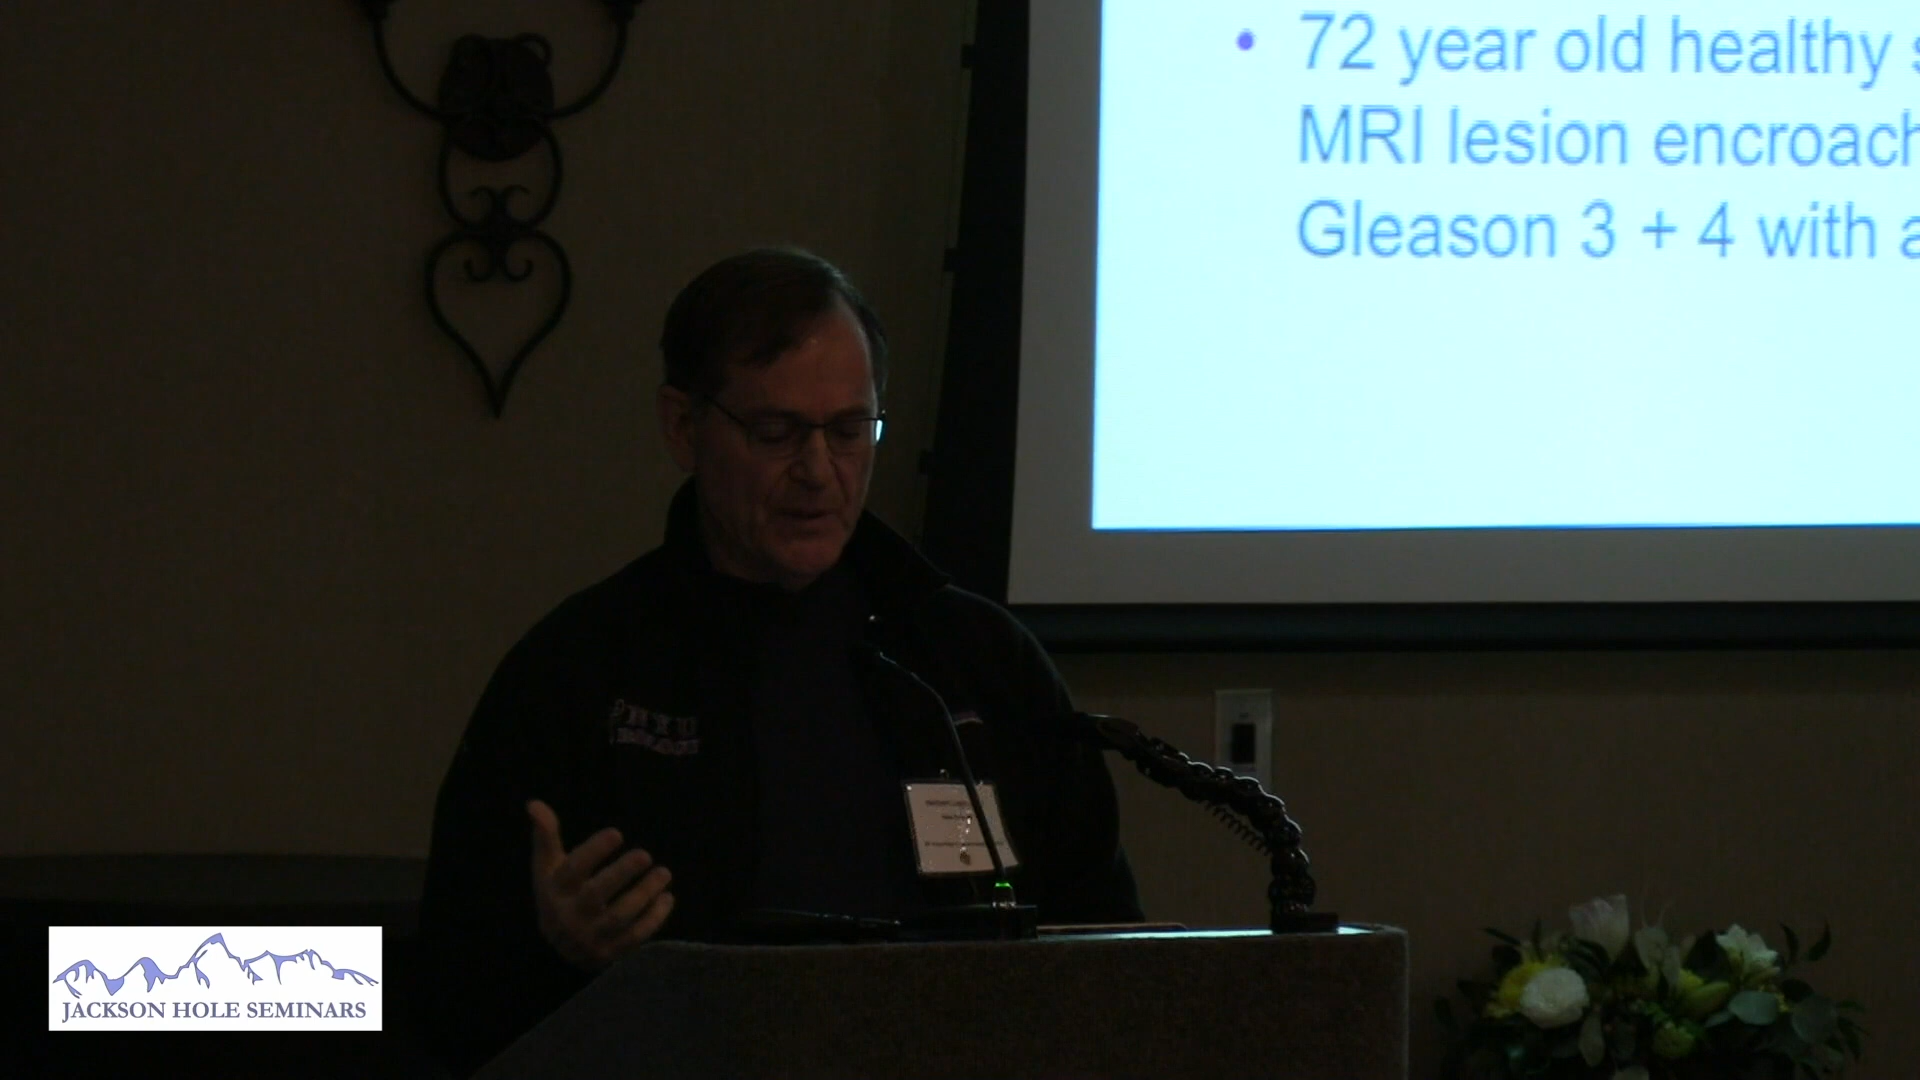 • 72 year old healthy
MRI lesion encroach
Gleason 3 + 4 with a
JACKSON HOLE SEMINARS